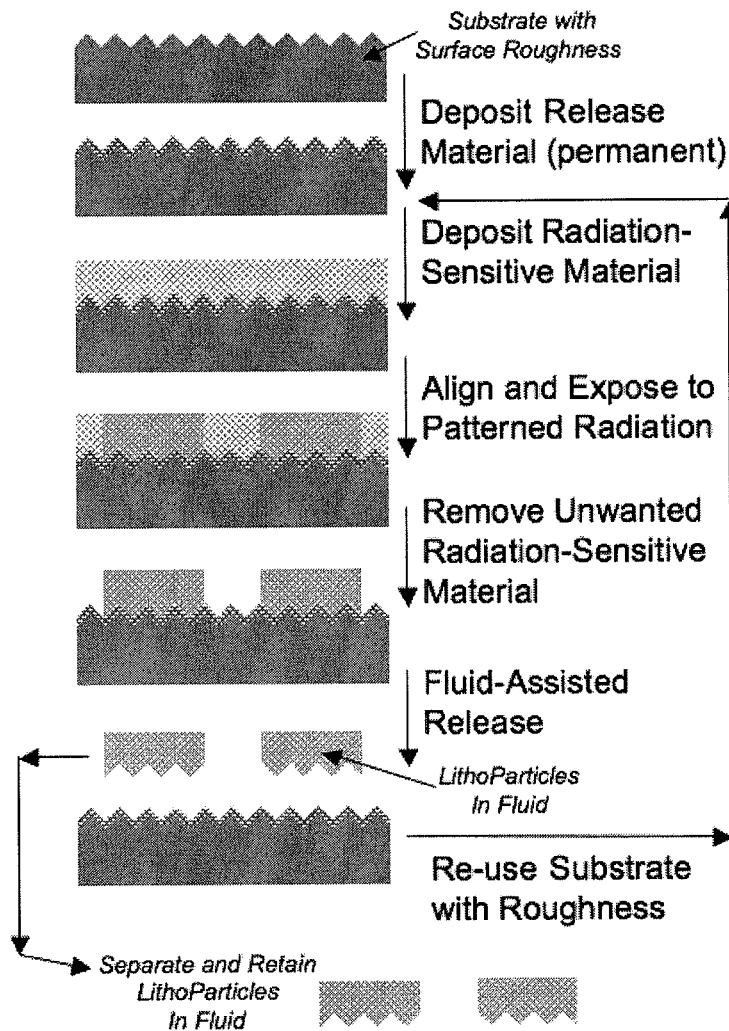 Substrate with
Surface Roughness
Deposit Release
Material (permanent)
Deposit Radiation-
Sensitive Material
Align and Expose to
Patterned Radiation
Remove Unwanted
Radiation-Sensitive
Material
Fluid-Assisted
Release
LithoParticles
In Fluid
Re-use Substrate
with Roughness
Separate and Retain
LithoParticles
In Fluid